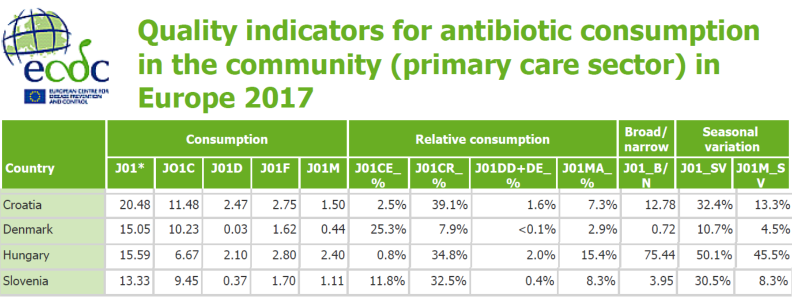 Quality indicators for antibiotic consumption
in the community (primary care sector) in
Europe 2017
ecdc
EUROPEAN CENTRE FOR
DISEASE PREVENTION
AND CONTROL
Country Consumption Relative consumption Broad/ narrow Seasonal variation
J01* JO1C J01D J01F J01M J01CE_ % J01CR_ % J01DD+DE_ % J01MA_ % J01_B/ N J01_SV J01M_S V
Croatia 20.48 11.48 2.47 2.75 1.50 2.5% 39.1% 1.6% 7.3% 12.78 32.4% 13.3%
Denmark 15.05 10.23 0.03 1.62 0.44 25.3% 7.9% <0.1% 2.9% 0.72 10.7% 4.5%
Hungary 15.59 6.67 2.10 2.80 2.40 0.8% 34.8% 2.0% 15.4% 75.44 50.1% 45.5%
Slovenia 13.33 9.45 0.37 1.70 1.11 11.8% 32.5% 0.4% 8.3% 3.95 30.5% 8.3%